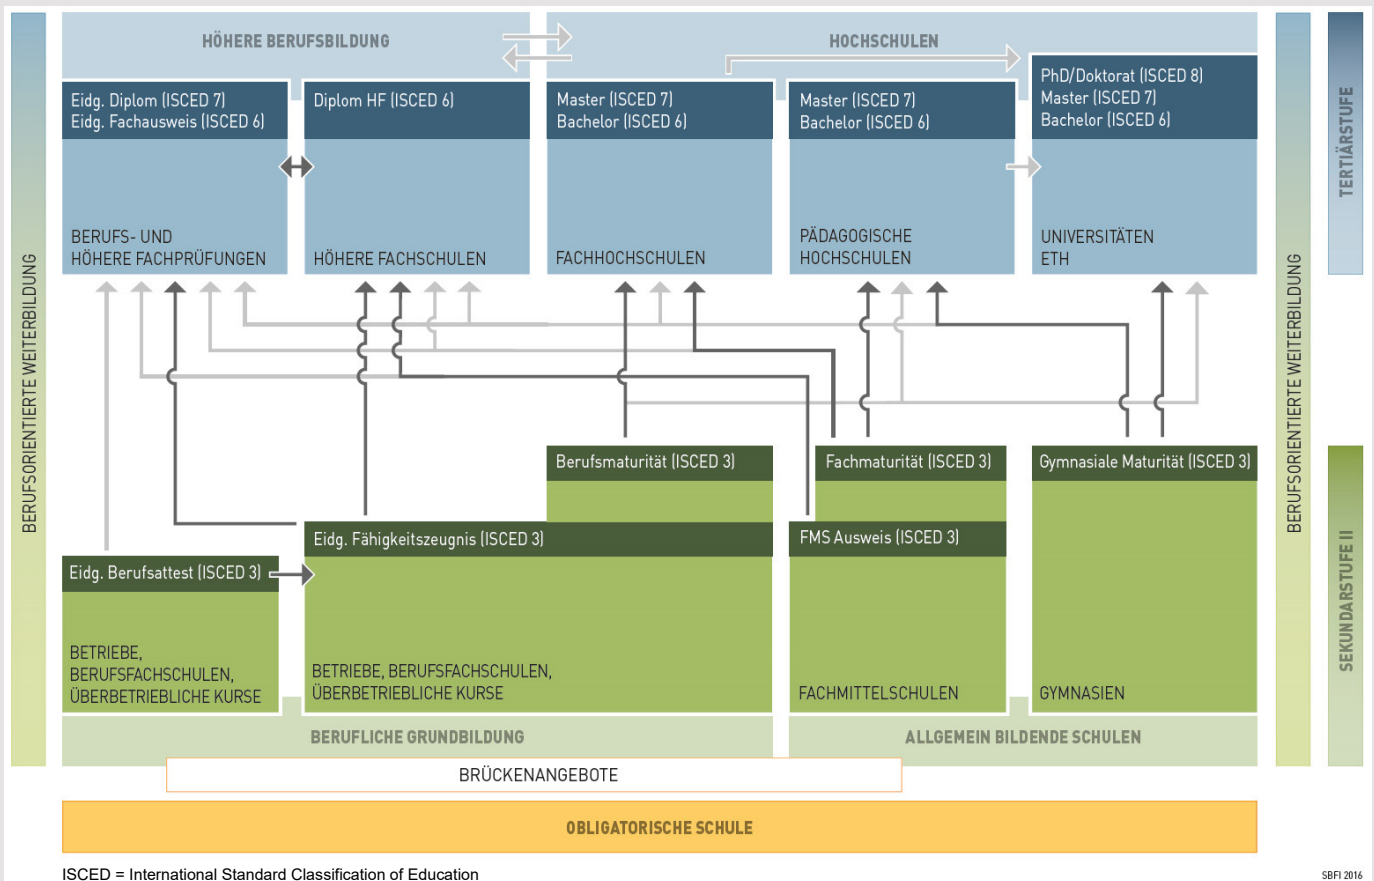 HÖHERE BERUFSBILDUNG
HOCHSCHULEN
Eidg. Diplom (ISCED 7)
Eidg. Fachausweis (ISCED 6)
BERUFS- UND
HÖHERE FACHPRÜFUNGEN
Diplom HF (ISCED 6)
HÖHERE FACHSCHULEN
Master (ISCED 7)
Bachelor (ISCED 6)
FACHHOCHSCHULEN
Master (ISCED 7)
Bachelor (ISCED 6)
PÄDAGOGISCHE
HOCHSCHULEN
PhD/Doktorat (ISCED 8)
Master (ISCED 7)
Bachelor (ISCED 6)
UNIVERSITÄTEN
ETH
BERUFSORIENTIERTE WEITERBILDUNG
BERUFSORIENTIERTE WEITERBILDUNG
TERTIÄRSTUFE
SEKUNDARSTUFE II
Berufsmaturität (ISCED 3)
Fachmaturität (ISCED 3)
Gymnasiale Maturität (ISCED 3)
Eidg. Fähigkeitszeugnis (ISCED 3)
FMS Ausweis (ISCED 3)
Eidg. Berufsattest (ISCED 3)
BETRIEBE,
BERUFSFACHSCHULEN,
ÜBERBETRIEBLICHE KURSE
BETRIEBE, BERUFSFACHSCHULEN,
ÜBERBETRIEBLICHE KURSE
FACHMITTELSCHULEN
GYMNASIEN
BERUFLICHE GRUNDBILDUNG
ALLGEMEIN BILDENDE SCHULEN
BRÜCKENANGEBOTE
OBLIGATORISCHE SCHULE
ISCED = International Standard Classification of Education
SBFI 2016